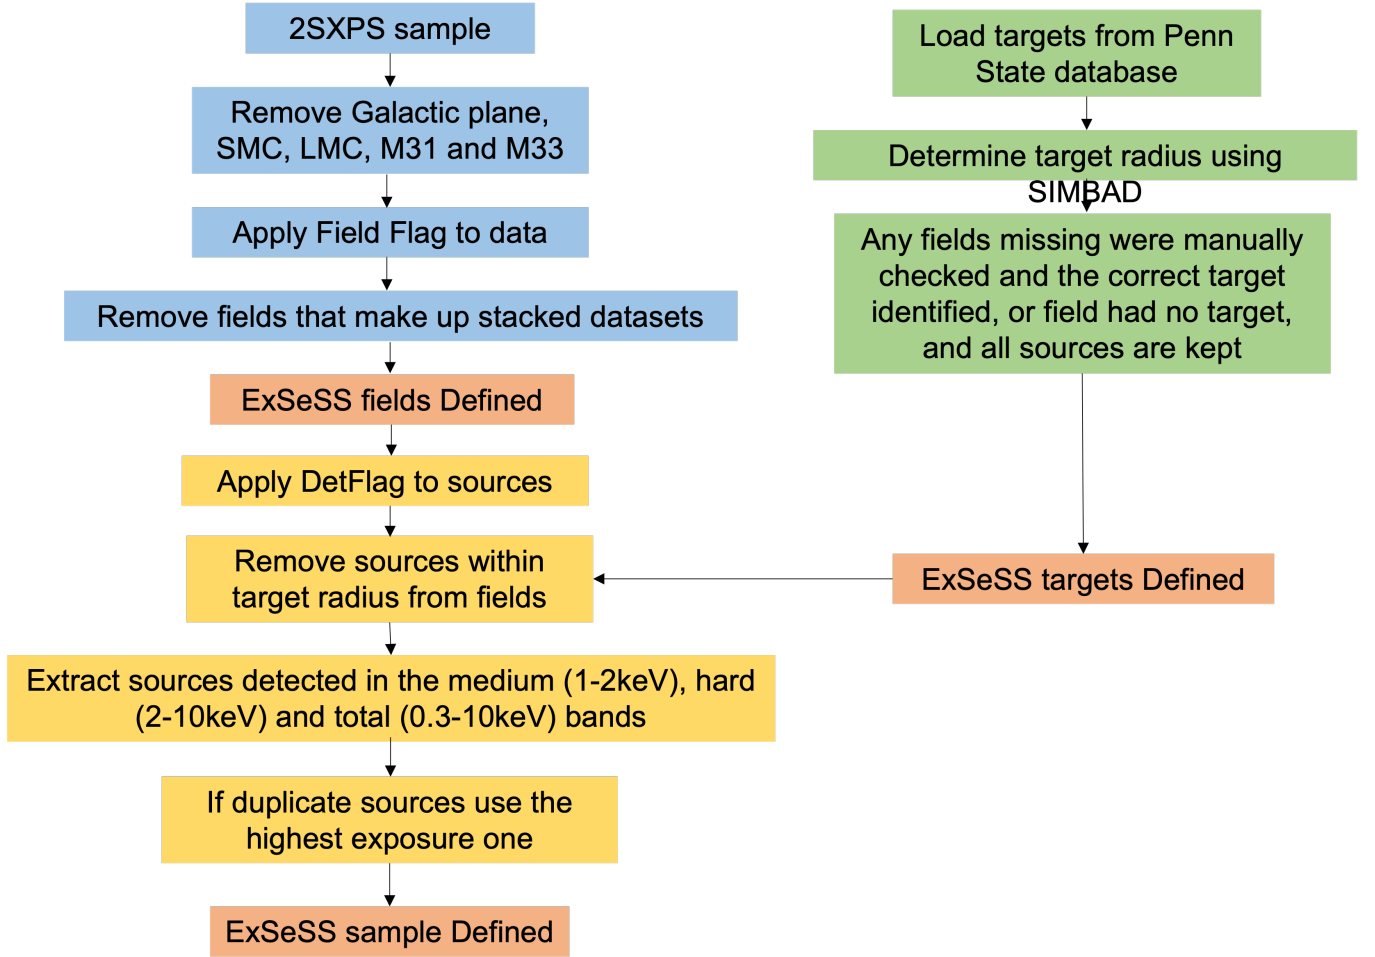 2SXPS sample
Remove Galactic plane,
SMC, LMC, M31 and M33
Apply Field Flag to data
Remove fields that make up stacked datasets
ExSeSS fields Defined
Apply DetFlag to sources
Remove sources within
target radius from fields
Extract sources detected in the medium (1-2keV), hard
(2-10keV) and total (0.3-10keV) bands
If duplicate sources use the
highest exposure one
ExSeSS sample Defined
Load targets from Penn
State database
Determine target radius using
SIMBAD
Any fields missing were manually
checked and the correct target
identified, or field had no target,
and all sources are kept
ExSeSS targets Defined